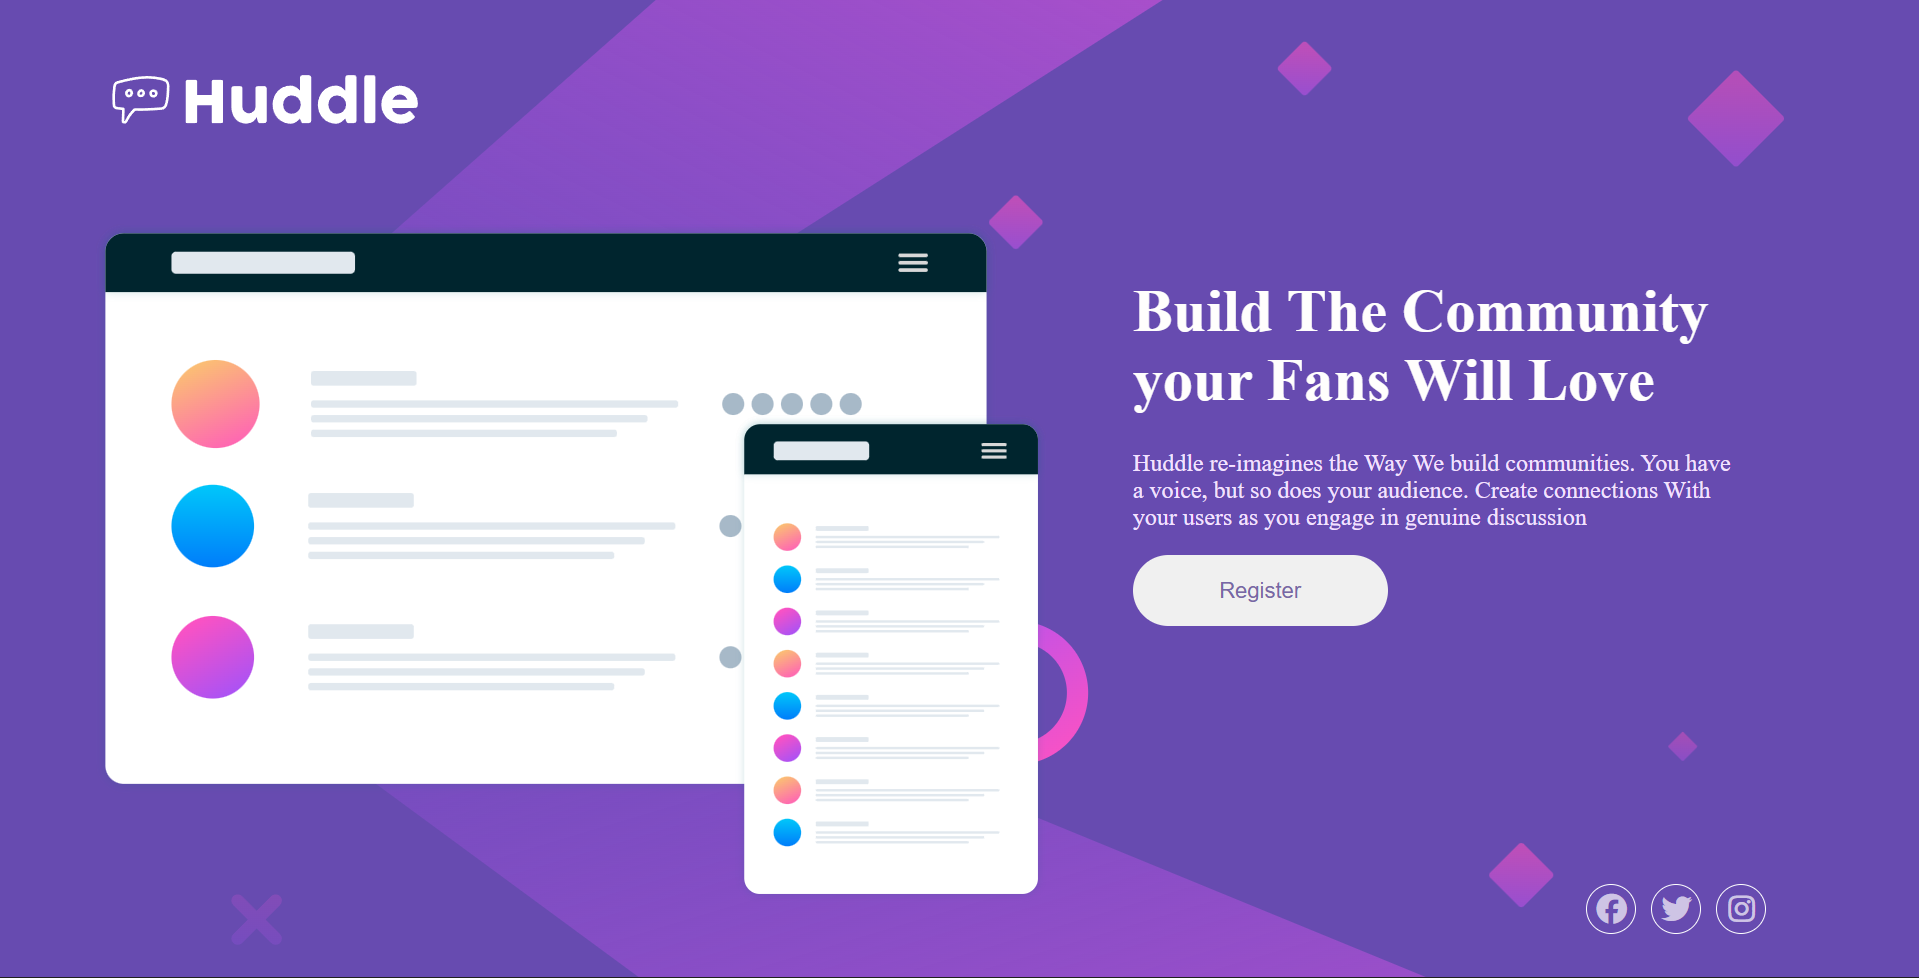 Huddle
Build The Community
your Fans Will Love
Huddle re-imagines the Way We build communities. You have
a voice, but so does your audience. Create connections With
your users as you engage in genuine discussion
Register